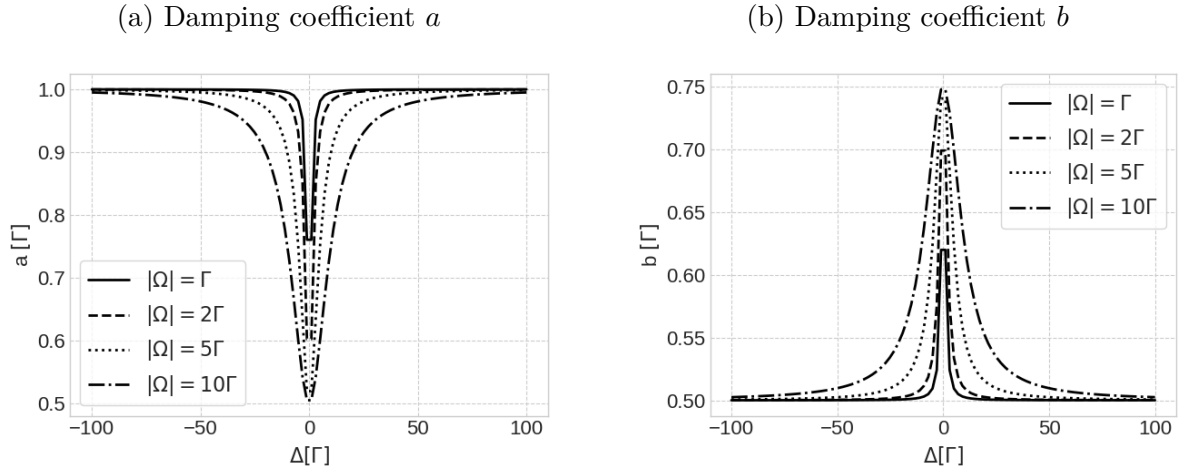 (a) Damping coefficient a
1.0
0.9
0.8
0.7
0.6
0.5
a [Γ]
|Ω| = Γ
|Ω| = 2Γ
|Ω| = 5Γ
|Ω| = 10Γ
−100
−50
0
50
100
Δ[Γ]
(b) Damping coefficient b
0.75
0.70
0.65
0.60
0.55
0.50
b [Γ]
|Ω| = Γ
|Ω| = 2Γ
|Ω| = 5Γ
|Ω| = 10Γ
−100
−50
0
50
100
Δ[Γ]